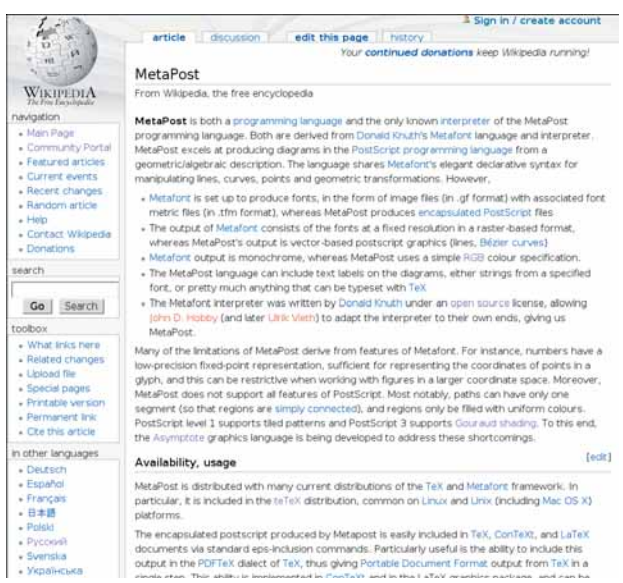 Sign in / create account
article
discussion
edit this page
history
Your continued donations keep Wikipedia running!
WIKIPEDIA
The Free Encyclopedia
navigation
Main Page
Community Portal
Featured articles
Current events
Recent changes
Random article
Help
Contact Wikipedia
Donations
search
Go
Search
toolbox
What links here
Related changes
Upload file
Special pages
Printable version
Permanent link
Cite this article
in other languages
Deutsch
Español
Français
日本語
Polski
Русский
Svenska
Українська
MetaPost
From Wikipedia, the free encyclopedia
MetaPost is both a programming language and the only known interpreter of the MetaPost
programming language. Both are derived from Donald Knuth's Metafont language and interpreter.
MetaPost excels at producing diagrams in the PostScript programming language from a
geometric/algebraic description. The language shares Metafont's elegant declarative syntax for
manipulating lines, curves, points and geometric transformations. However,
Metafont is set up to produce fonts, in the form of image files (in .gf format) with associated font
metric files (in .tfm format), whereas MetaPost produces encapsulated PostScript files
The output of Metafont consists of the fonts at a fixed resolution in a raster-based format,
whereas MetaPost's output is vector-based postscript graphics (lines, Bézier curves)
Metafont output is monochrome, whereas MetaPost uses a simple RGB colour specification.
The MetaPost language can include text labels on the diagrams, either strings from a specified
font, or pretty much anything that can be typeset with TeX
The Metafont interpreter was written by Donald Knuth under an open source license, allowing
John D. Hobby (and later Ulrik Vieth) to adapt the interpreter to their own ends, giving us
MetaPost.
Many of the limitations of MetaPost derive from features of Metafont. For instance, numbers have a
low-precision fixed-point representation, sufficient for representing the coordinates of points in a
glyph, and this can be restrictive when working with figures in a larger coordinate space. Moreover,
MetaPost does not support all features of PostScript. Most notably, paths can have only one
segment (so that regions are simply connected), and regions only be filled with uniform colours.
PostScript level 1 supports tiled patterns and PostScript 3 supports Gouraud shading. To this end,
the Asymptote graphics language is being developed to address these shortcomings.
Availability, usage
[edit]
MetaPost is distributed with many current distributions of the TeX and Metafont framework. In
particular, it is included in the teTeX distribution, common on Linux and Unix (including Mac OS X)
platforms.
The encapsulated postscript produced by Metapost is easily included in TeX, ConTeXt, and LaTeX
documents via standard eps-inclusion commands. Particularly useful is the ability to include this
output in the PDFTeX dialect of TeX, thus giving Portable Document Format output from TeX in a
single step. This ability is implemented in ConTeXt and in the LaTeX graphics package, and can be